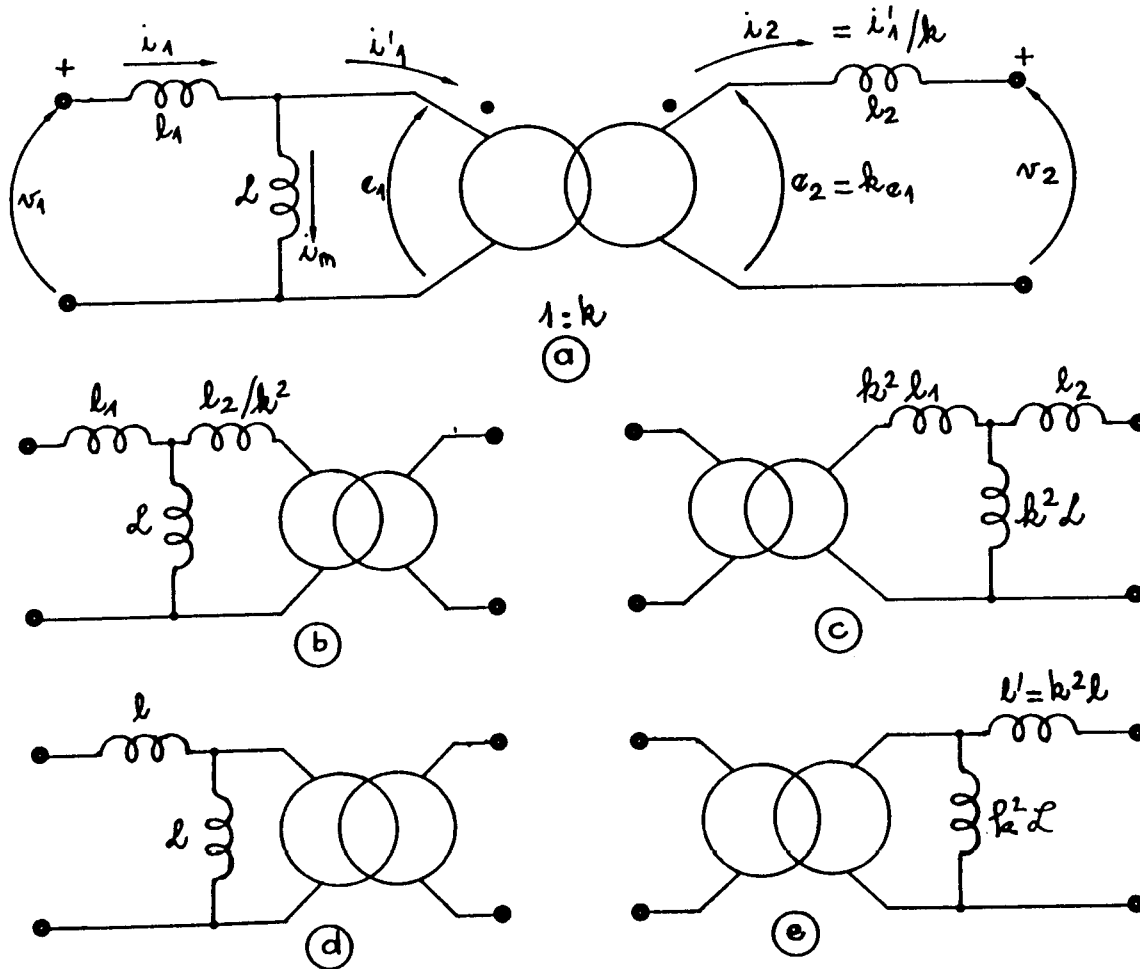 i1
i'1
i2 = i'1/k
+
+
l1
l2
v1
L
im
e1
e2 = ke1
v2
1:k
a
l1
l2/k²
L
b
k²l1
l2
k²L
c
l
L
d
l' = k²l
k²L
e